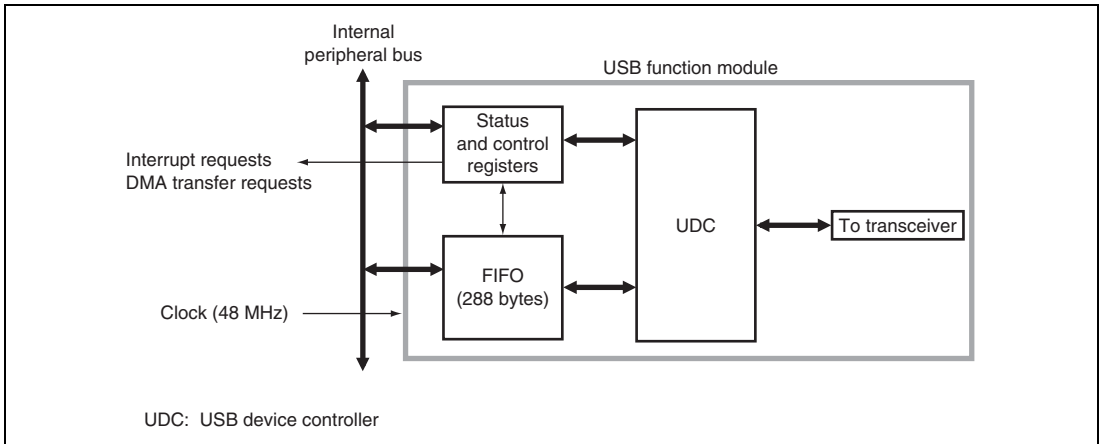 Internal
peripheral bus
USB function module
Status
and control
registers
Interrupt requests
DMA transfer requests
UDC
To transceiver
FIFO
(288 bytes)
Clock (48 MHz)
UDC: USB device controller